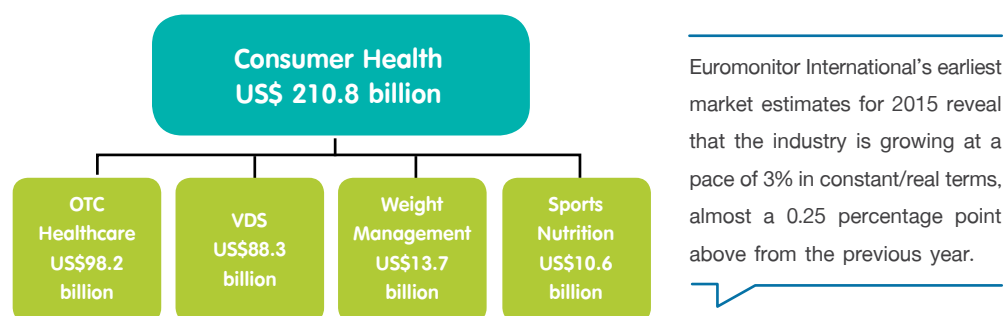 Consumer Health
US$ 210.8 billion
OTC
Healthcare
US$98.2
billion
VDS
US$88.3
billion
Weight
Management
US$13.7
billion
Sports
Nutrition
US$10.6
billion
Euromonitor International's earliest
market estimates for 2015 reveal
that the industry is growing at a
pace of 3% in constant/real terms,
almost a 0.25 percentage point
above from the previous year.